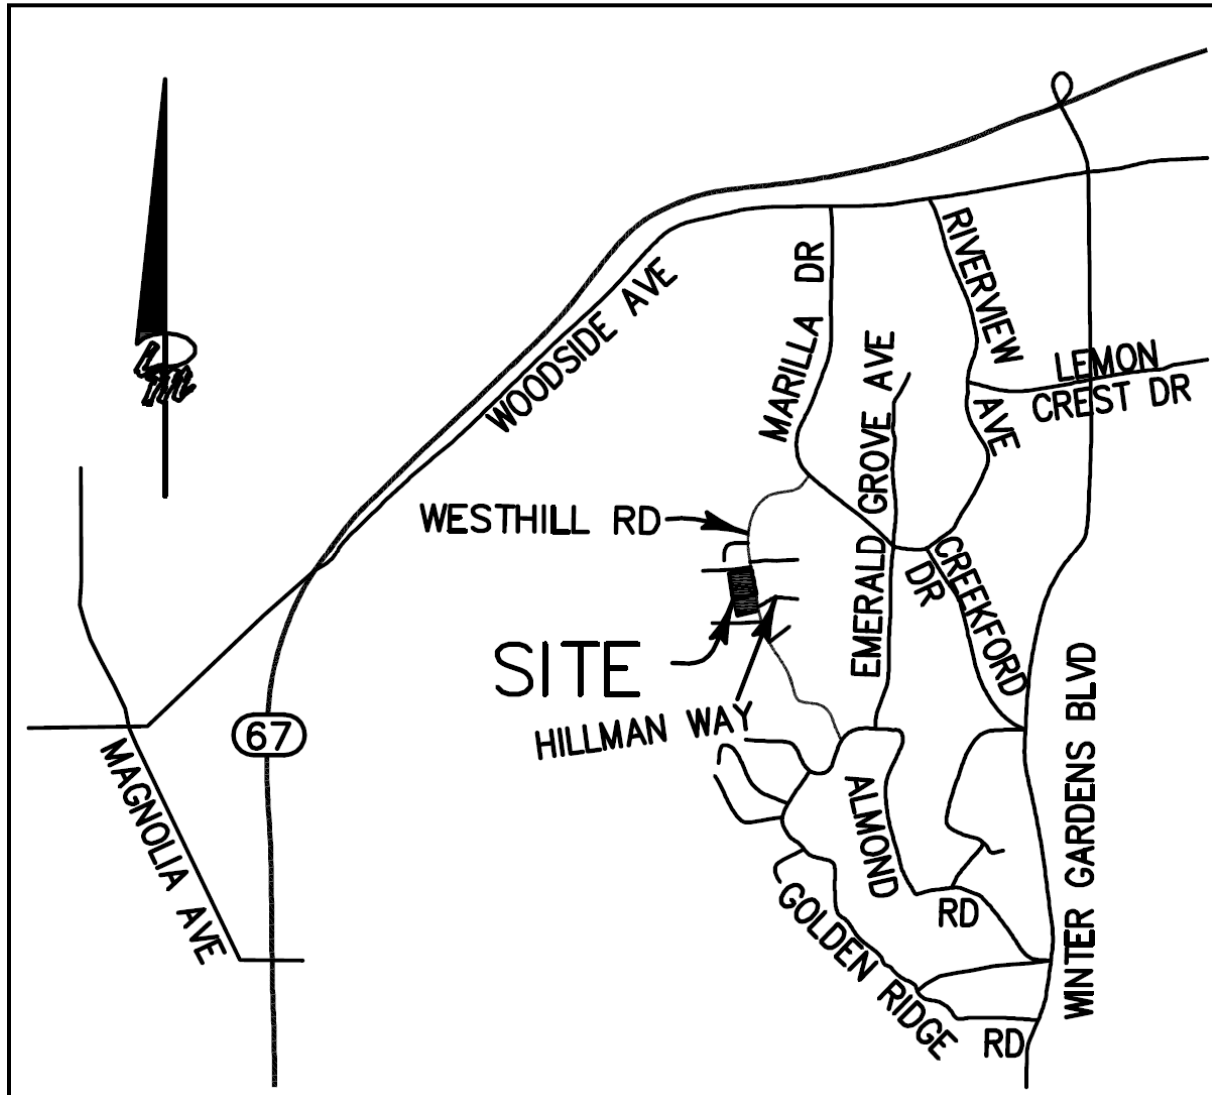 RIVERVIEW
AVE
MARILLA DR
WOODSIDE AVE
EMERALD GROVE AVE
LEMON
CREST DR
WESTHILL RD
CREEKFORD
DR
SITE
HILLMAN WAY
67
MAGNOLIA AVE
ALMOND
RD
WINTER GARDENS BLVD
GOLDEN RIDGE
RD